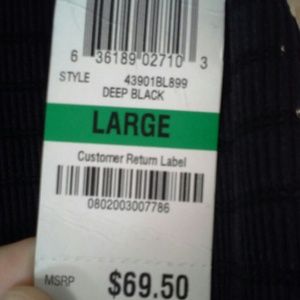 6 36189 02710 3
STYLE 43901BL899
DEEP BLACK
LARGE
Customer Return Label
0802003007786
MSRP $69.50